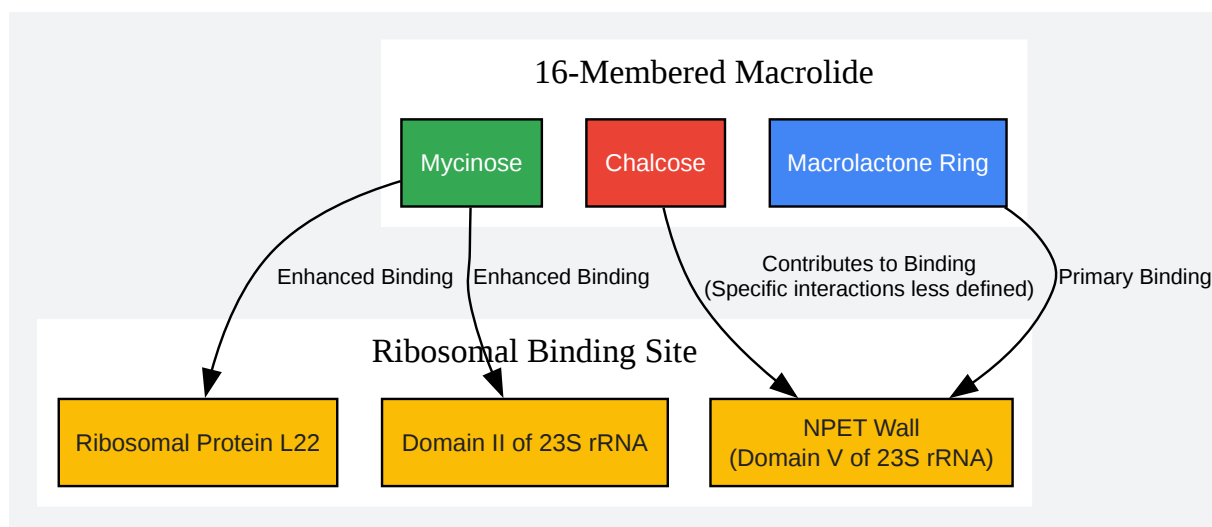 16-Membered Macrolide
Mycinose
Chalcose
Macrolactone Ring
Enhanced Binding
Enhanced Binding
Contributes to Binding
(Specific interactions less defined)
Primary Binding
Ribosomal Binding Site
Ribosomal Protein L22
Domain II of 23S rRNA
NPET Wall
(Domain V of 23S rRNA)